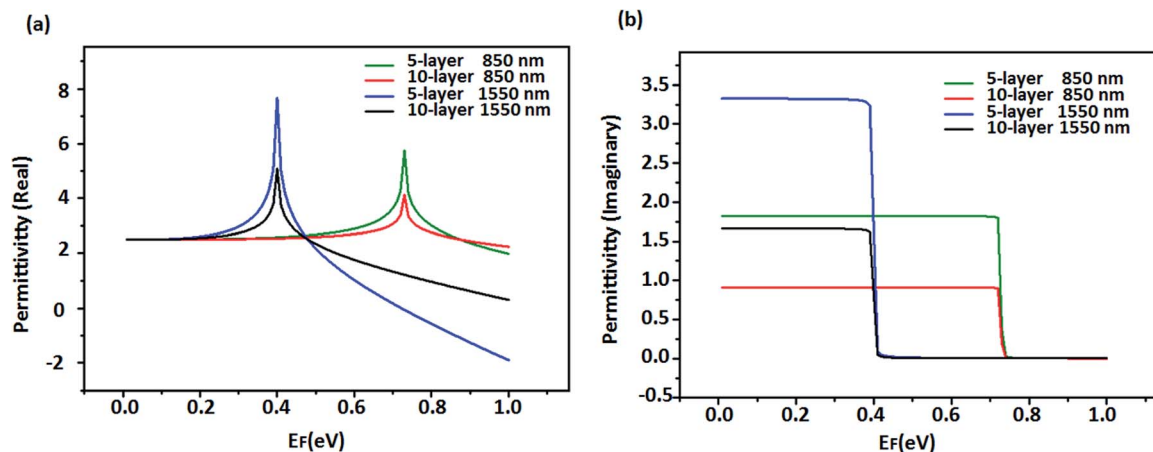 (a)
5-layer 850 nm
10-layer 850 nm
5-layer 1550 nm
10-layer 1550 nm
Permittivity (Real)
8
6
4
2
0
-2
0.0 0.2 0.4 0.6 0.8 1.0
EF(eV)
(b)
5-layer 850 nm
10-layer 850 nm
5-layer 1550 nm
10-layer 1550 nm
Permittivity (Imaginary)
3.5
3.0
2.5
2.0
1.5
1.0
0.5
0.0
-0.5
0.0 0.2 0.4 0.6 0.8 1.0
EF(eV)